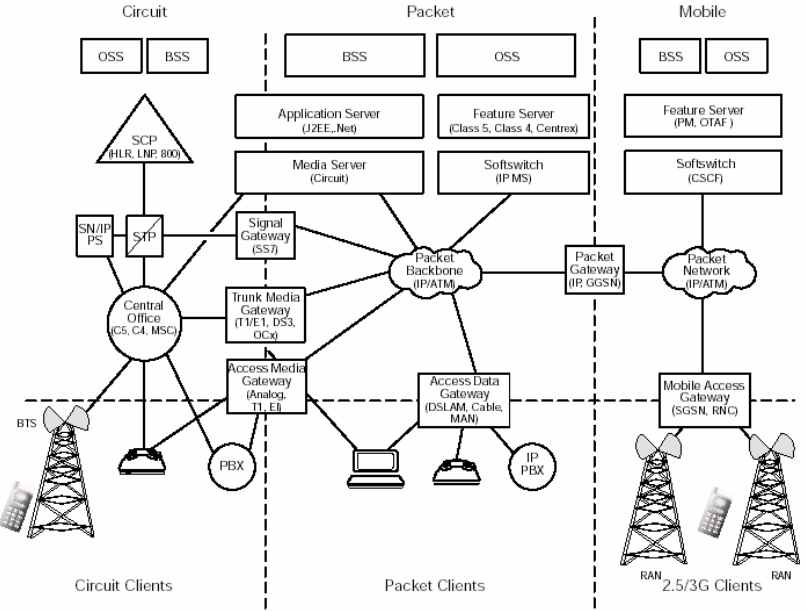 Circuit
Packet
Mobile
OSS
BSS
BSS
OSS
BSS
OSS
SCP
(HLR, LNP, 800)
Application Server
(J2EE,.Net)
Feature Server
(Class 5, Class 4, Centrex)
Feature Server
(PM, OTAF )
Media Server
(Circuit)
Softswitch
(IP MS)
Softswitch
(CSCF)
SN/IP
PS
STP
Signal
Gateway
(SS7)
Packet
Backbone
(IP/ATM)
Packet
Gateway
(IP, GGSN)
Packet
Network
(IP/ATM)
Central
Office
(C5, C4, MSC)
Trunk Media
Gateway
(T1/E1, DS3,
OCx)
Access Media
Gateway
(Analog,
T1, EI)
Access Data
Gateway
(DSLAM, Cable,
MAN)
Mobile Access
Gateway
(SGSN, RNC)
BTS
PBX
IP
PBX
RAN
RAN
Circuit Clients
Packet Clients
2.5/3G Clients